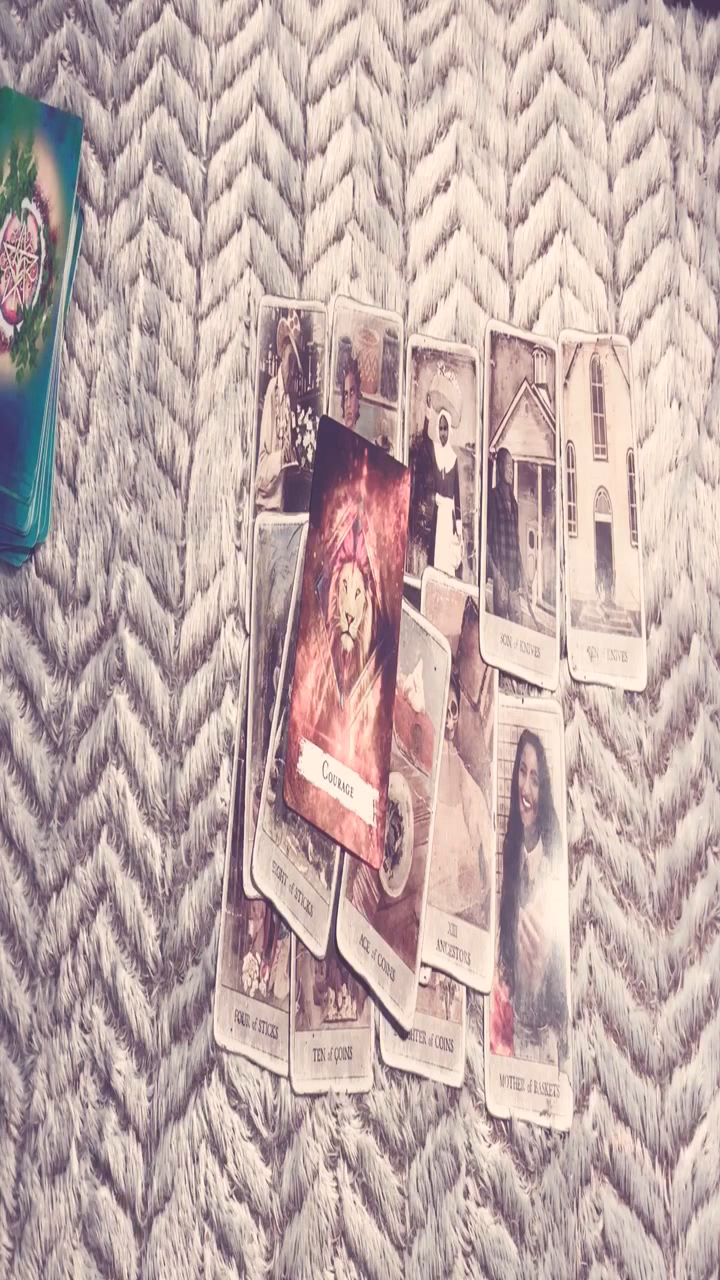 SON of KNIVES
OF KNIVES
COURAGE
EIGHT of STICKS
ACE of COINS
XIII
ANCESTORS
FOUR of STICKS
TEN of COINS
of COINS
MOTHER of BASKETS